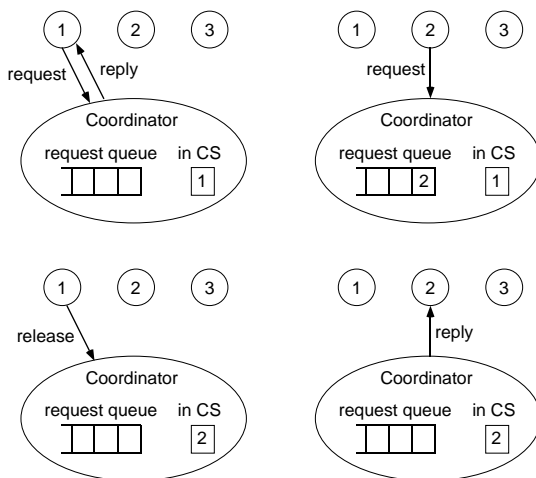 1 2 3
request reply
Coordinator
request queue in CS
1
1 2 3
request
Coordinator
request queue in CS
2 1
1 2 3
release
Coordinator
request queue in CS
2
1 2 3
reply
Coordinator
request queue in CS
2